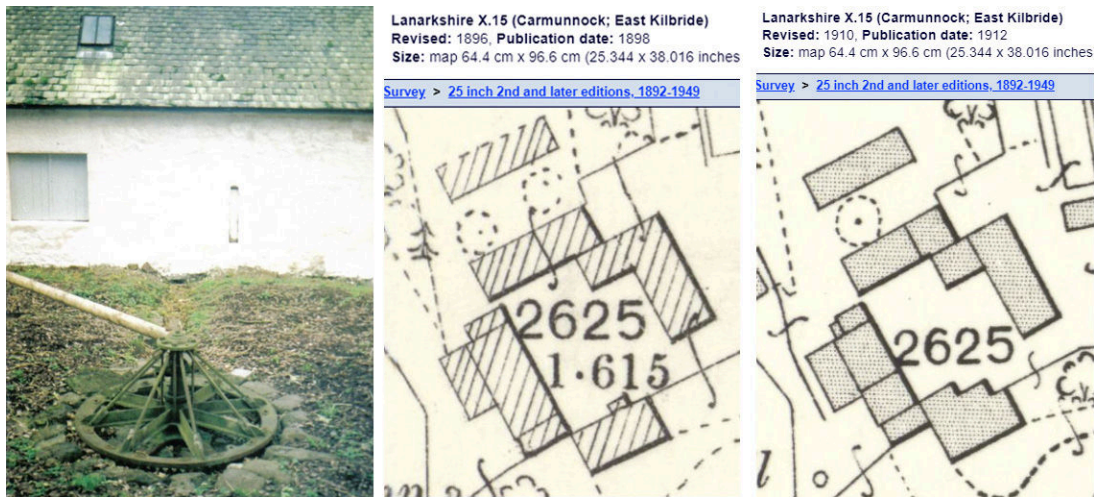 Lanarkshire X.15 (Carmunnock; East Kilbride)
Revised: 1896, Publication date: 1898
Size: map 64.4 cm x 96.6 cm (25.344 x 38.016 inches
Survey > 25 inch 2nd and later editions, 1892-1949
2625
1·615
Lanarkshire X.15 (Carmunnock; East Kilbride)
Revised: 1910, Publication date: 1912
Size: map 64.4 cm x 96.6 cm (25.344 x 38.016 inches
Survey > 25 inch 2nd and later editions, 1892-1949
2625